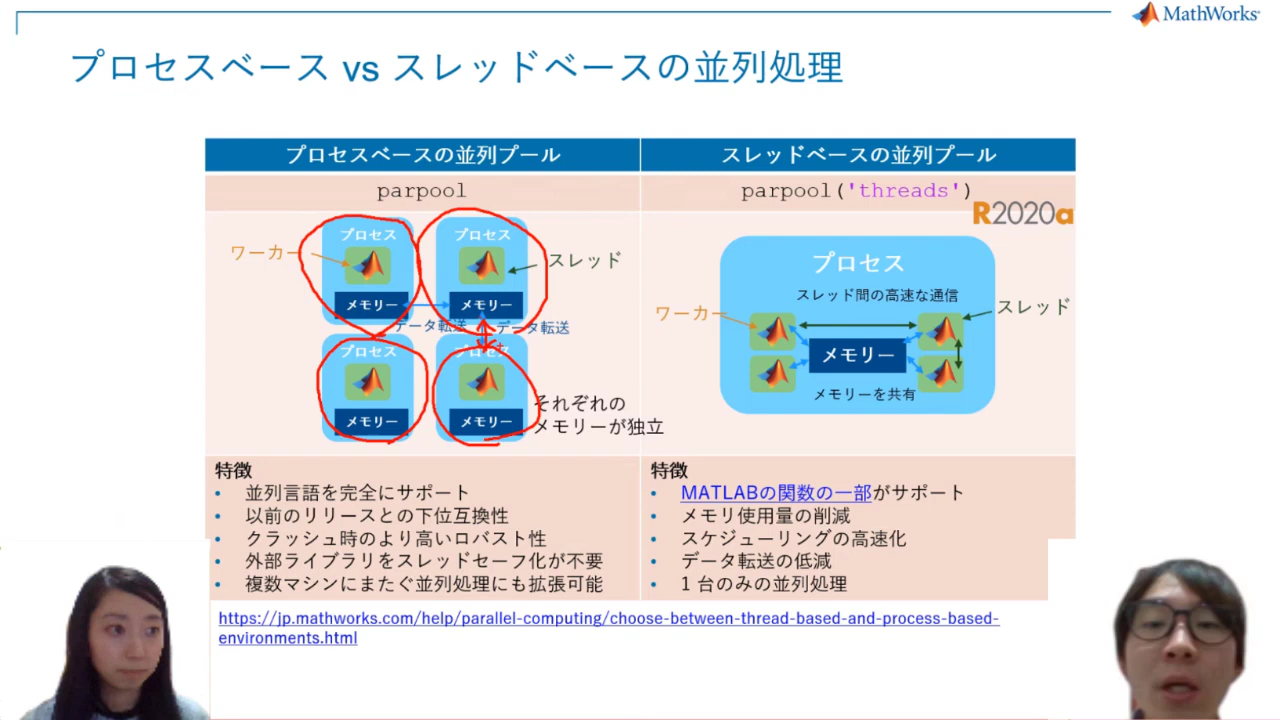 MathWorks
プロセスベース vs スレッドベースの並列処理
プロセスベースの並列プール
スレッドベースの並列プール
parpool
parpool('threads')
R2020a
プロセス
プロセス
ワーカー
スレッド
メモリー
メモリー
データ転送
データ転送
プロセス
プロセス
メモリー
メモリー
それぞれの
メモリーが独立
プロセス
スレッド間の高速な通信
ワーカー
スレッド
メモリー
メモリーを共有
特徴
• 並列言語を完全にサポート
• 以前のリリースとの下位互換性
• クラッシュ時のより高いロバスト性
• 外部ライブラリをスレッドセーフ化が不要
• 複数マシンにまたぐ並列処理にも拡張可能
特徴
• MATLABの関数の一部がサポート
• メモリ使用量の削減
• スケジューリングの高速化
• データ転送の低減
• 1 台のみの並列処理
https://jp.mathworks.com/help/parallel-computing/choose-between-thread-based-and-process-based-
environments.html